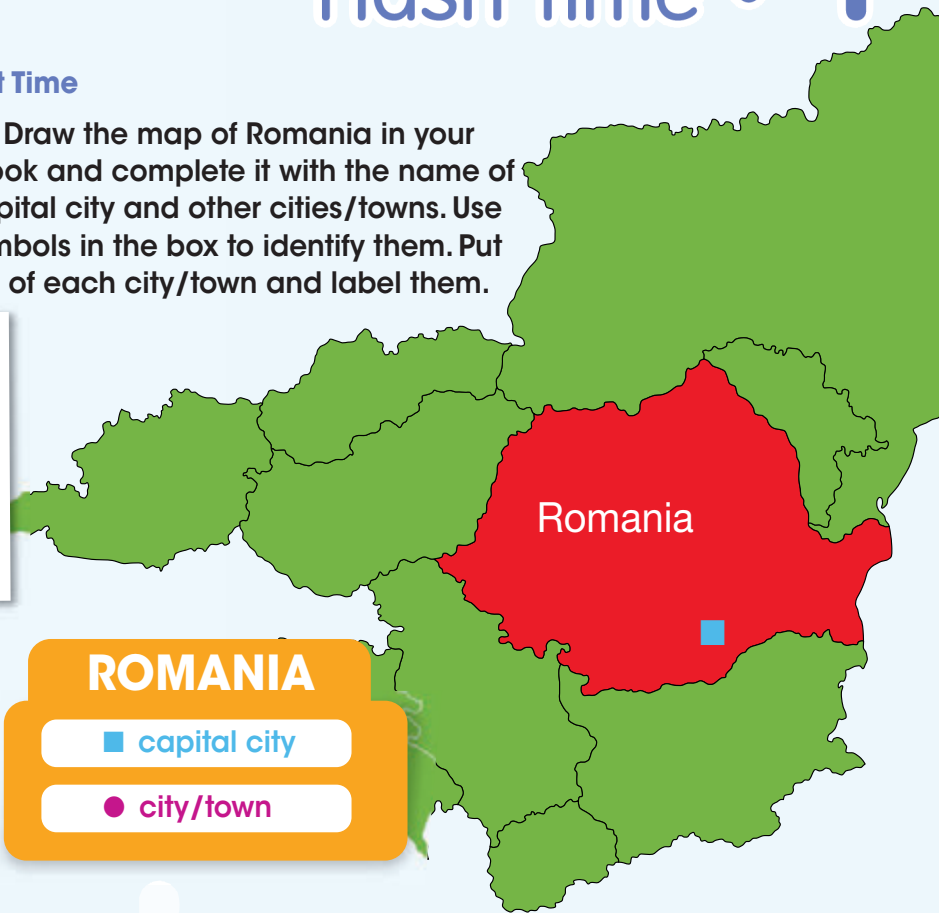 flash time
t Time
Draw the map of Romania in your
ook and complete it with the name of
pital city and other cities/towns. Use
mbols in the box to identify them. Put
of each city/town and label them.
Romania
ROMANIA
capital city
city/town